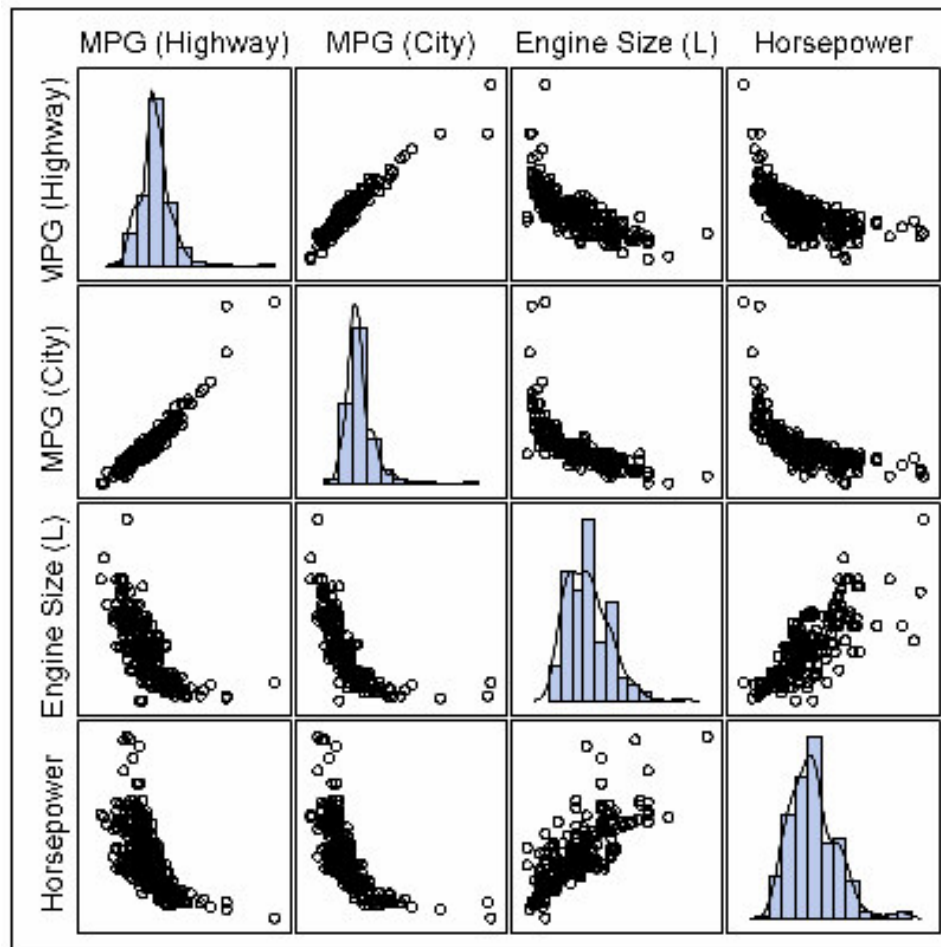 MPG (Highway)
MPG (City)
Engine Size (L)
Horsepower
MPG (Highway)
MPG (City)
Engine Size (L)
Horsepower